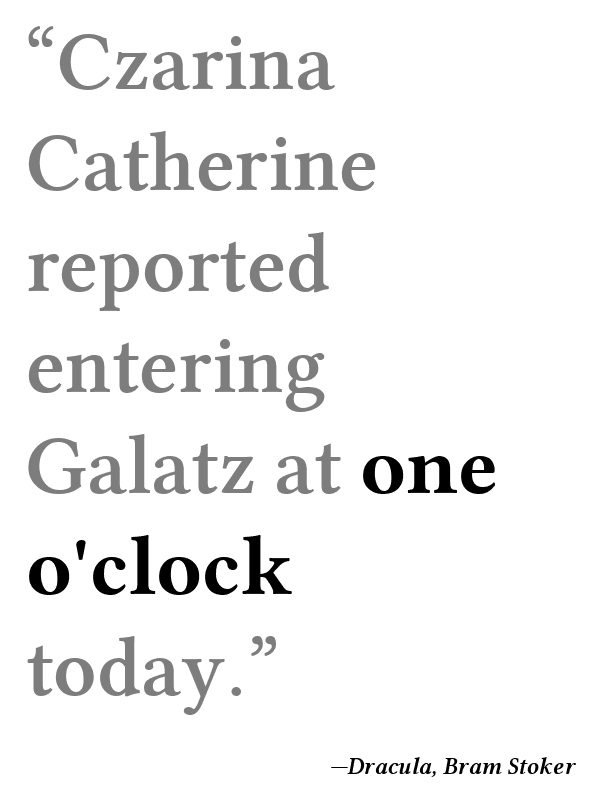 “Czarina
Catherine
reported
entering
Galatz at one
o'clock
today.”
—Dracula, Bram Stoker